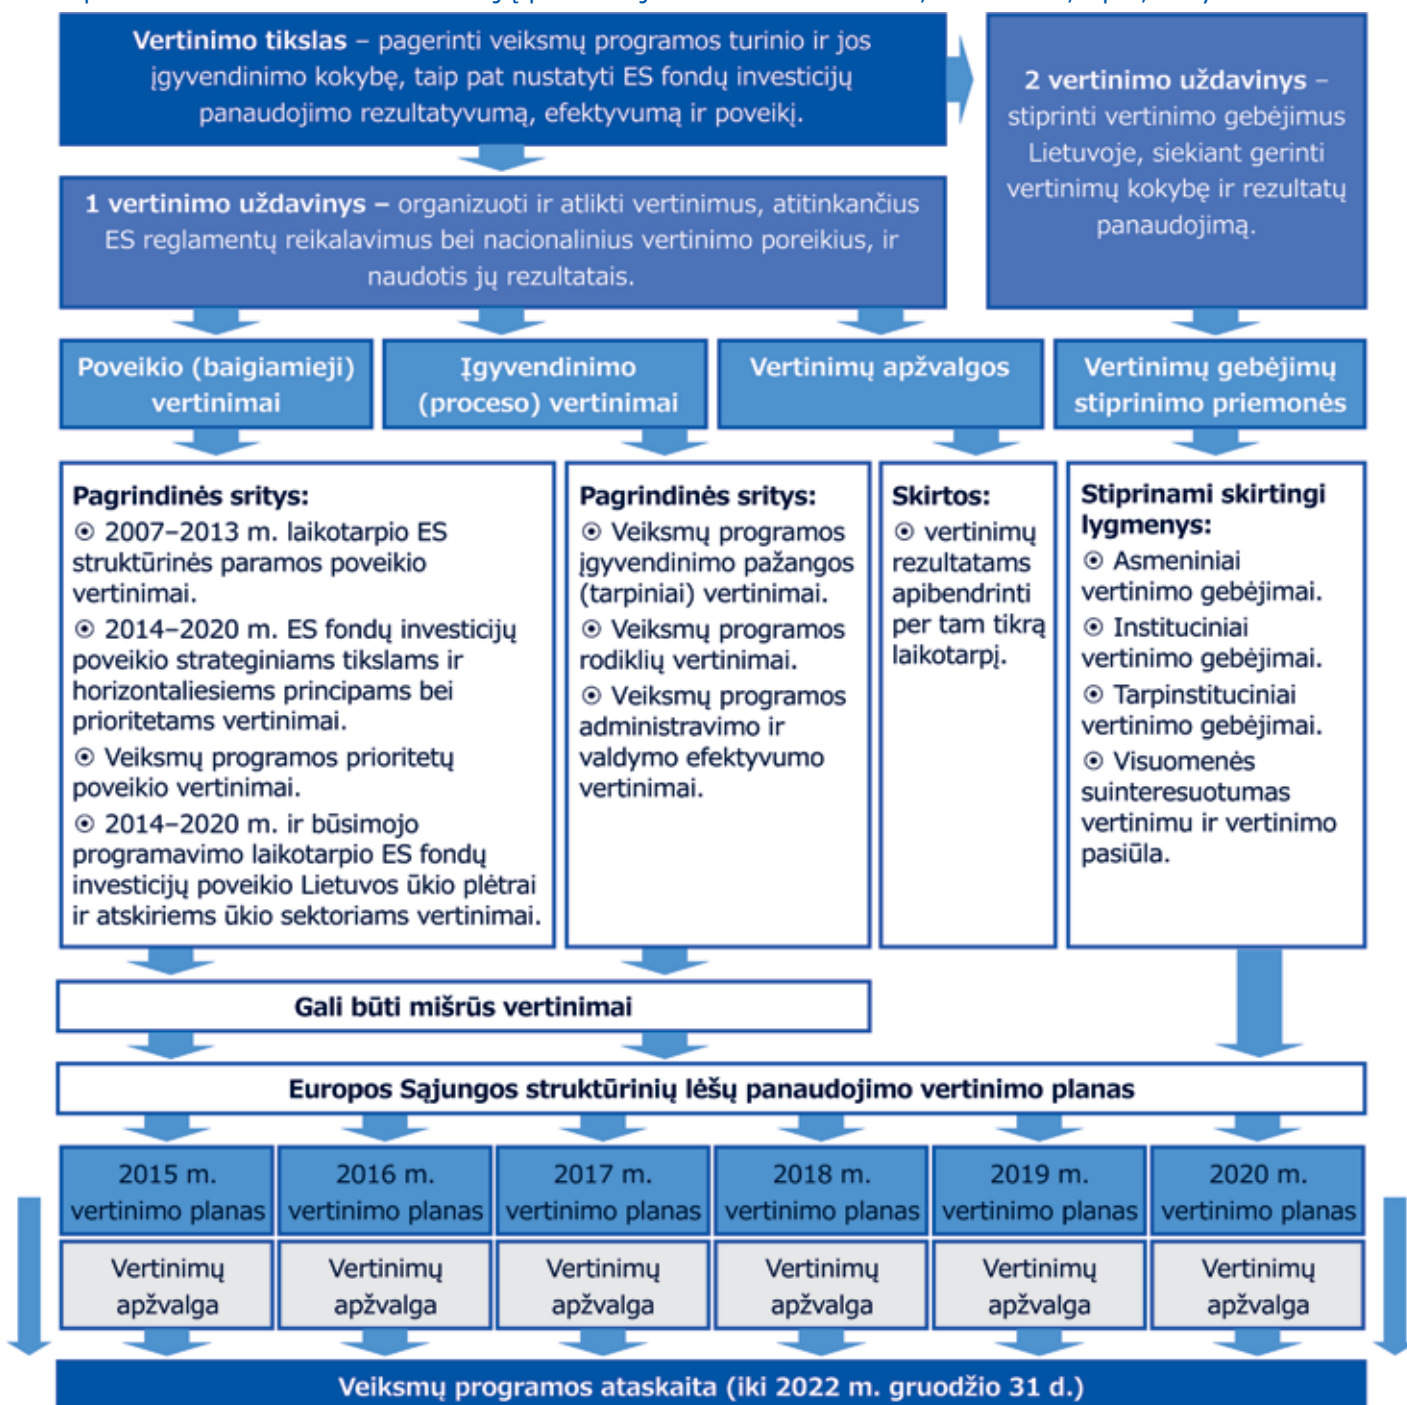 Vertinimo tikslas – pagerinti veiksmų programos turinio ir jos
įgyvendinimo kokybę, taip pat nustatyti ES fondų investicijų
panaudojimo rezultatyvumą, efektyvumą ir poveikį.
2 vertinimo uždavinys –
stiprinti vertinimo gebėjimus
Lietuvoje, siekiant gerinti
vertinimų kokybę ir rezultatų
panaudojimą.
1 vertinimo uždavinys – organizuoti ir atlikti vertinimus, atitinkančius
ES reglamentų reikalavimus bei nacionalinius vertinimo poreikius, ir
naudotis jų rezultatais.
Poveikio (baigiamieji)
vertinimai
Įgyvendinimo
(proceso) vertinimai
Vertinimų apžvalgos
Vertinimų gebėjimų
stiprinimo priemonės
Pagrindinės sritys:
⊙ 2007–2013 m. laikotarpio ES
struktūrinės paramos poveikio
vertinimai.
⊙ 2014–2020 m. ES fondų investicijų
poveikio strateginiams tikslams ir
horizontaliesiems principams bei
prioritetams vertinimai.
⊙ Veiksmų programos prioritetų
poveikio vertinimai.
⊙ 2014–2020 m. ir būsimojo
programavimo laikotarpio ES fondų
investicijų poveikio Lietuvos ūkio plėtrai
ir atskiriems ūkio sektoriams vertinimai.
Pagrindinės sritys:
⊙ Veiksmų programos
įgyvendinimo pažangos
(tarpiniai) vertinimai.
⊙ Veiksmų programos
rodiklių vertinimai.
⊙ Veiksmų programos
administravimo ir
valdymo efektyvumo
vertinimai.
Skirtos:
⊙ vertinimų
rezultatams
apibendrinti
per tam tikrą
laikotarpį.
Stiprinami skirtingi
lygmenys:
⊙ Asmeniniai
vertinimo gebėjimai.
⊙ Instituciniai
vertinimo gebėjimai.
⊙ Tarpinstituciniai
vertinimo gebėjimai.
⊙ Visuomenės
suinteresuotumas
vertinimu ir vertinimo
pasiūla.
Gali būti mišrūs vertinimai
Europos Sąjungos struktūrinių lėšų panaudojimo vertinimo planas
2015 m.
vertinimo planas
2016 m.
vertinimo planas
2017 m.
vertinimo planas
2018 m.
vertinimo planas
2019 m.
vertinimo planas
2020 m.
vertinimo planas
Vertinimų
apžvalga
Vertinimų
apžvalga
Vertinimų
apžvalga
Vertinimų
apžvalga
Vertinimų
apžvalga
Vertinimų
apžvalga
Veiksmų programos ataskaita (iki 2022 m. gruodžio 31 d.)